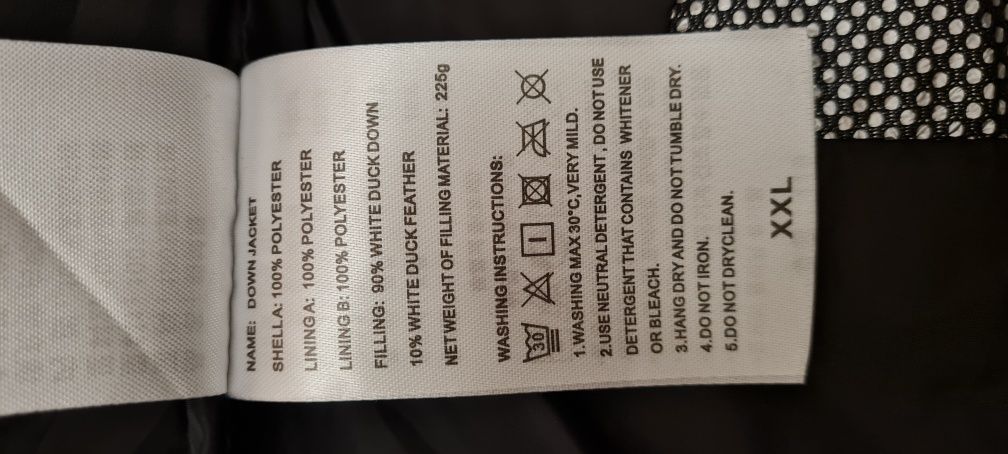 NAME: DOWN JACKET
SHELLA: 100% POLYESTER
LINING A: 100% POLYESTER
LINING B: 100% POLYESTER
FILLING: 90% WHITE DUCK DOWN
10% WHITE DUCK FEATHER
NET WEIGHT OF FILLING MATERIAL: 225g
WASHING INSTRUCTIONS:
30
1.WASHING MAX 30°C,VERY MILD.
2.USE NEUTRAL DETERGENT , DO NOT USE
DETERGENT THAT CONTAINS WHITENER
OR BLEACH.
3.HANG DRY AND DO NOT TUMBLE DRY.
4.DO NOT IRON.
5.DO NOT DRYCLEAN.
XXL